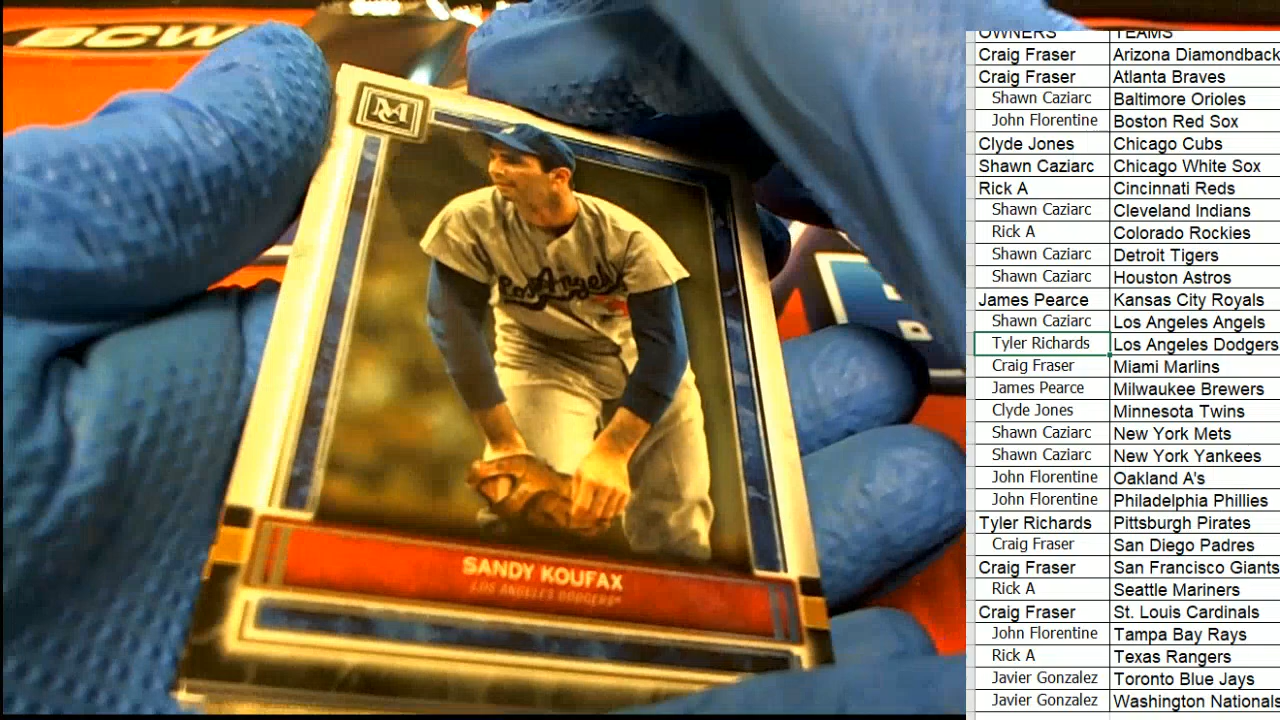 BCW
MC
Los Angeles
SANDY KOUFAX
LOS ANGELES DODGERS®
OWNERS TEAMS
Craig Fraser Arizona Diamondback
Craig Fraser Atlanta Braves
Shawn Caziarc Baltimore Orioles
John Florentine Boston Red Sox
Clyde Jones Chicago Cubs
Shawn Caziarc Chicago White Sox
Rick A Cincinnati Reds
Shawn Caziarc Cleveland Indians
Rick A Colorado Rockies
Shawn Caziarc Detroit Tigers
Shawn Caziarc Houston Astros
James Pearce Kansas City Royals
Shawn Caziarc Los Angeles Angels
Tyler Richards Los Angeles Dodgers
Craig Fraser Miami Marlins
James Pearce Milwaukee Brewers
Clyde Jones Minnesota Twins
Shawn Caziarc New York Mets
Shawn Caziarc New York Yankees
John Florentine Oakland A's
John Florentine Philadelphia Phillies
Tyler Richards Pittsburgh Pirates
Craig Fraser San Diego Padres
Craig Fraser San Francisco Giants
Rick A Seattle Mariners
Craig Fraser St. Louis Cardinals
John Florentine Tampa Bay Rays
Rick A Texas Rangers
Javier Gonzalez Toronto Blue Jays
Javier Gonzalez Washington Nationals